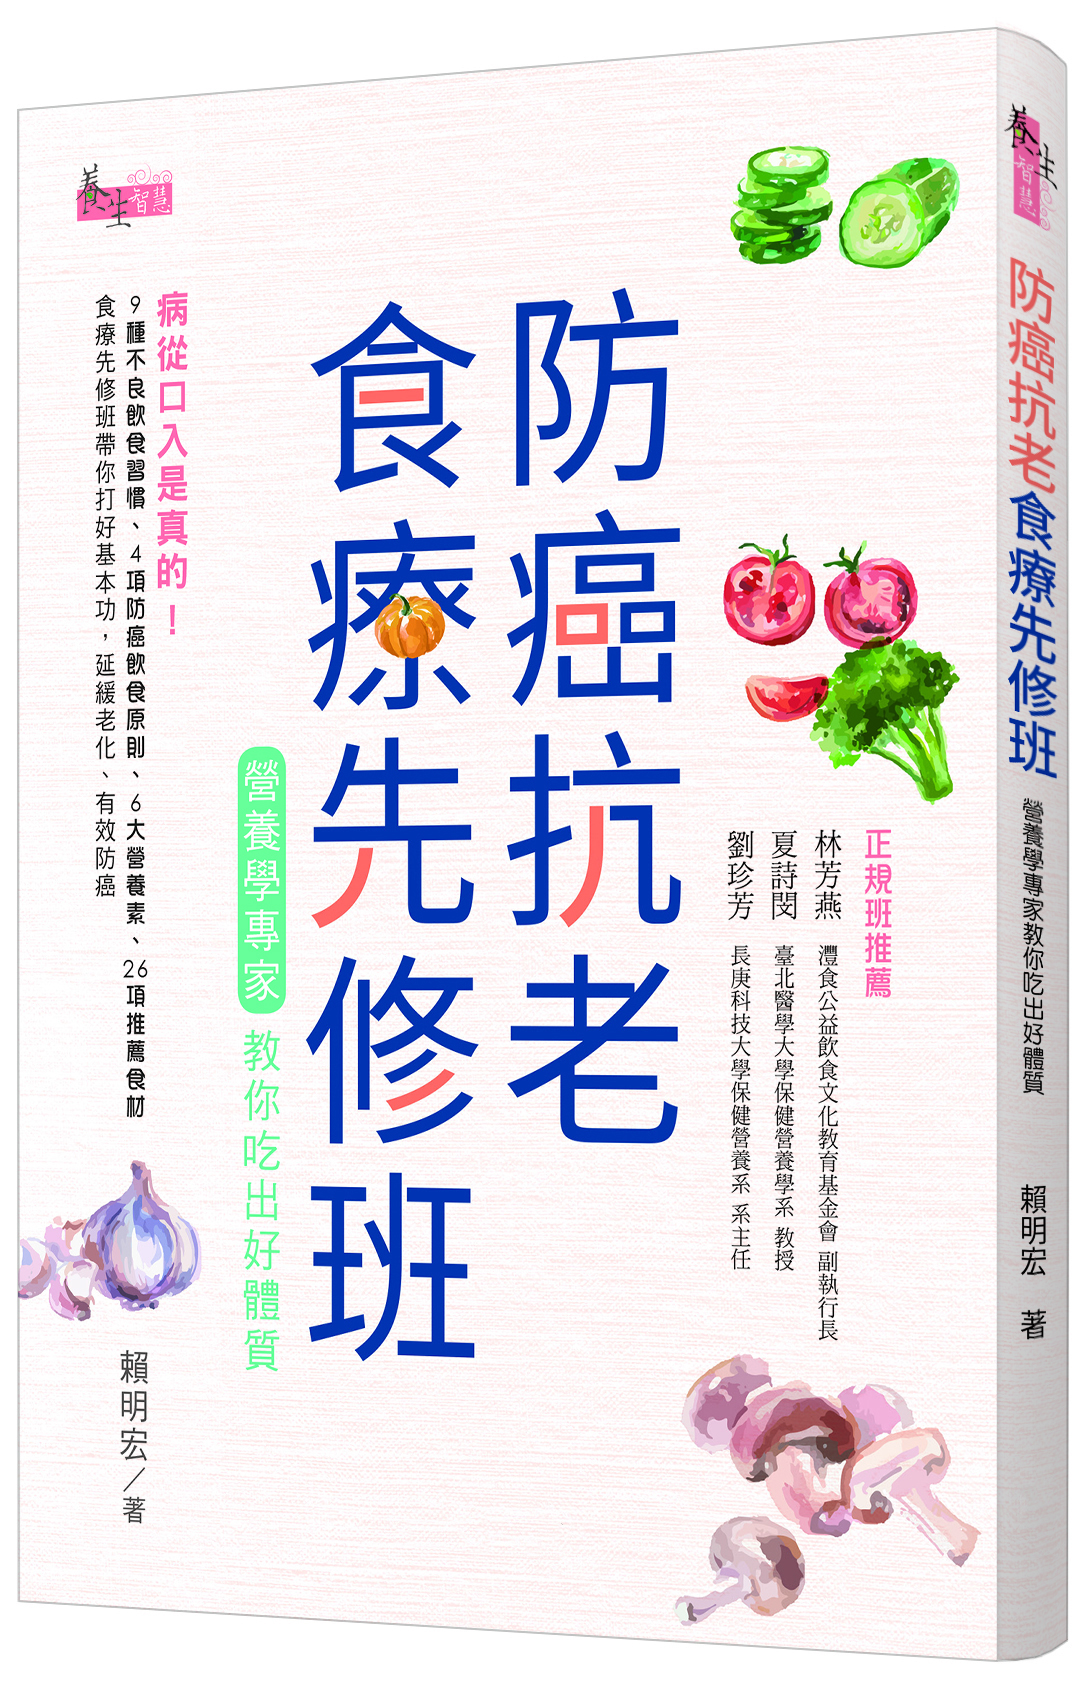 養生智慧
防癌抗老
食療先修班
營養學專家 教你吃出好體質
正規班推薦
林芳燕 灃食公益飲食文化教育基金會 副執行長
夏詩閔 臺北醫學大學保健營養學系 教授
劉珍芳 長庚科技大學保健營養系 系主任
病從口入是真的！
9種不良飲食習慣、4項防癌飲食原則、6大營養素、26項推薦食材
食療先修班帶你打好基本功，延緩老化、有效防癌
賴明宏／著
養生智慧
防癌抗老食療先修班
營養學專家教你吃出好體質
賴明宏 著